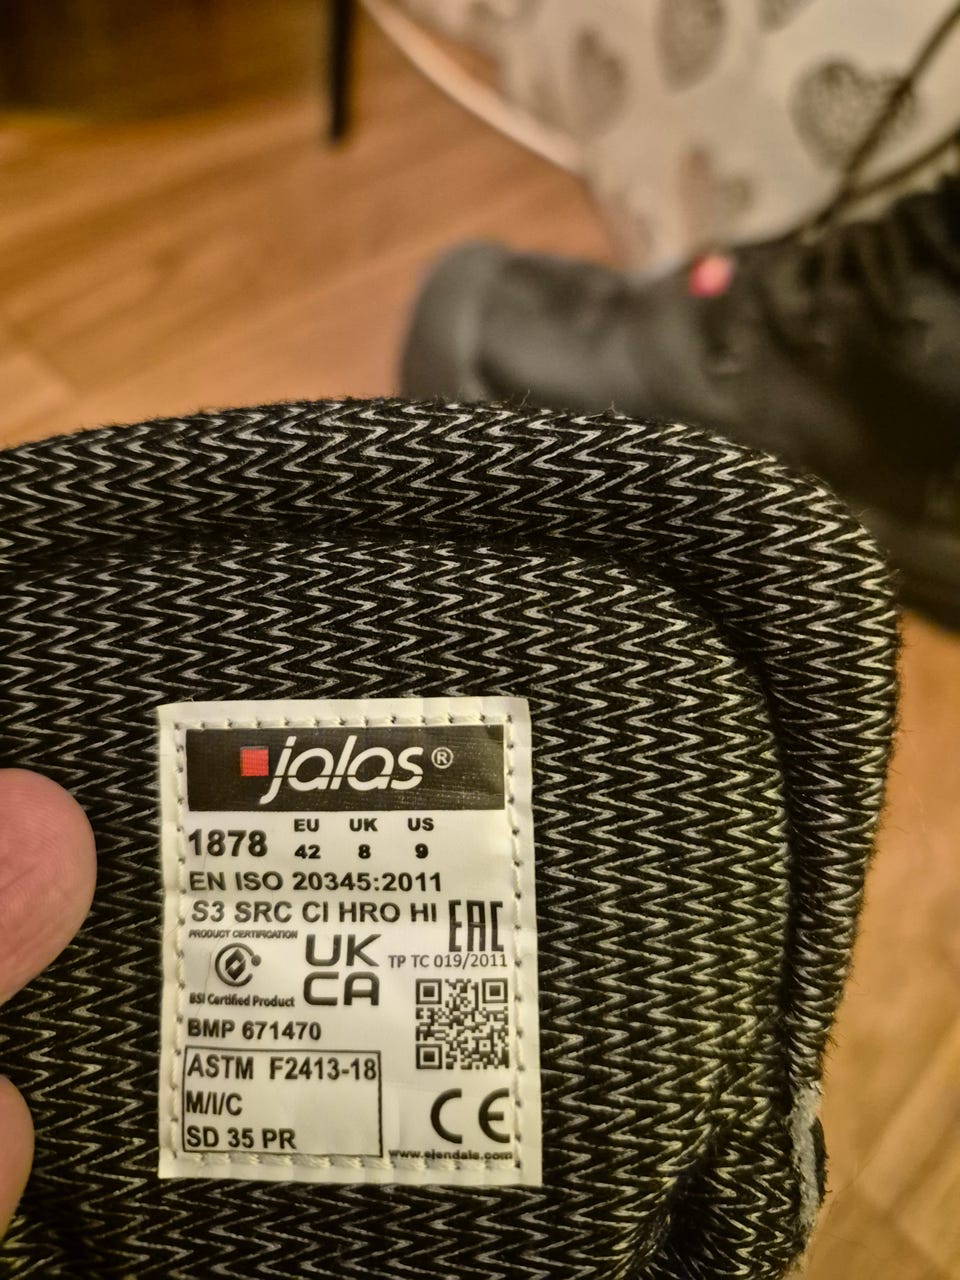 jalas®
EU UK US
1878 42 8 9
EN ISO 20345:2011
S3 SRC CI HRO HI
EAC
PRODUCT CERTIFICATION
UK
CA
TP TC 019/2011
BSI Certified Product
BMP 671470
ASTM F2413-18
M/I/C
SD 35 PR
CE
www.ejendals.com